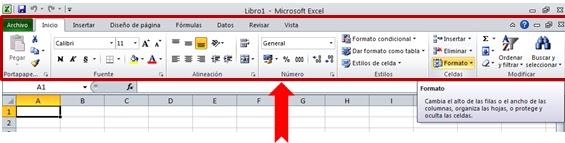 Libro1 - Microsoft Excel
Archivo Inicio Insertar Diseño de página Fórmulas Datos Revisar Vista
Calibri 11 A A General Formato condicional Insertar Σ
Pegar Dar formato como tabla Eliminar Ordenar Buscar y
N K S A % 000 Estilos de celda Formato y filtrar seleccionar
Portapape... Fuente Alineación Número Estilos Celdas Modificar
A1 fx
A B C D E F G H I J K
1
2
Formato
Cambia el alto de las filas o el ancho de las
columnas, organiza las hojas, o protege y
oculta las celdas.